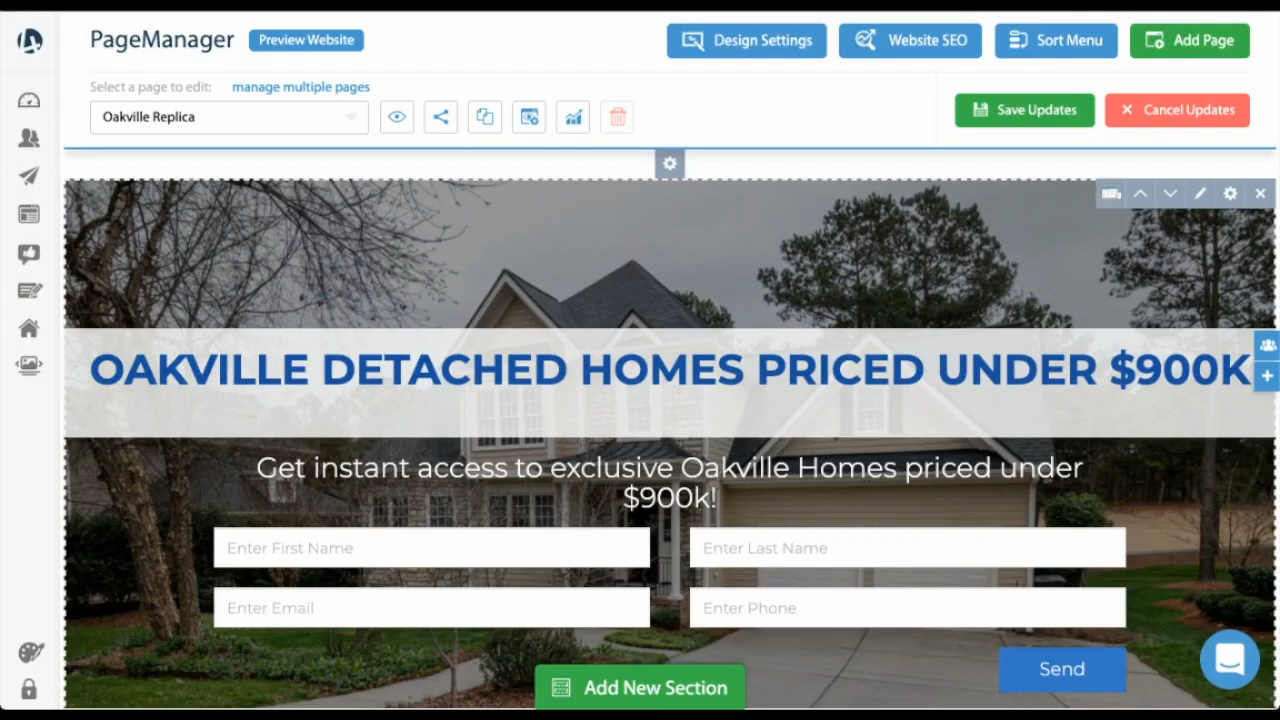 PageManager
Preview Website
Design Settings
Website SEO
Sort Menu
Add Page
Select a page to edit:
manage multiple pages
Oakville Replica
Save Updates
Cancel Updates
OAKVILLE DETACHED HOMES PRICED UNDER $900K
Get instant access to exclusive Oakville Homes priced under
$900k!
Enter First Name
Enter Last Name
Enter Email
Enter Phone
Send
Add New Section